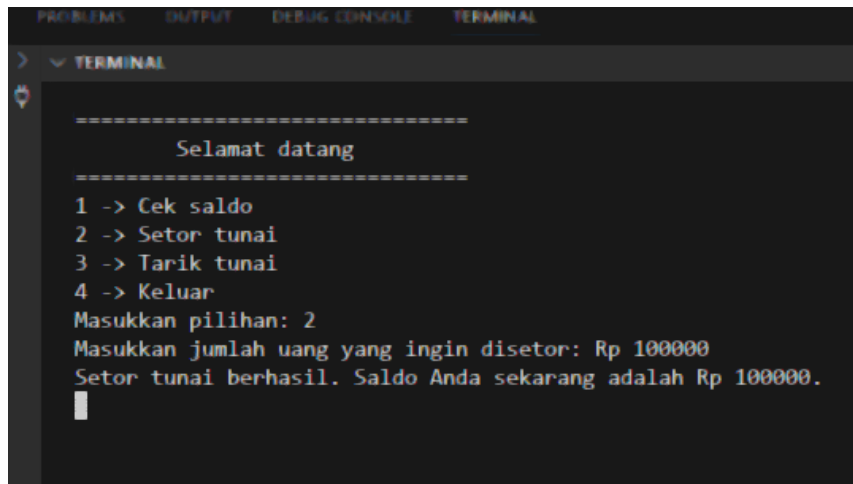 PROBLEMS OUTPUT DEBUG CONSOLE TERMINAL
TERMINAL
===============================
Selamat datang
===============================
1 -> Cek saldo
2 -> Setor tunai
3 -> Tarik tunai
4 -> Keluar
Masukkan pilihan: 2
Masukkan jumlah uang yang ingin disetor: Rp 100000
Setor tunai berhasil. Saldo Anda sekarang adalah Rp 100000.